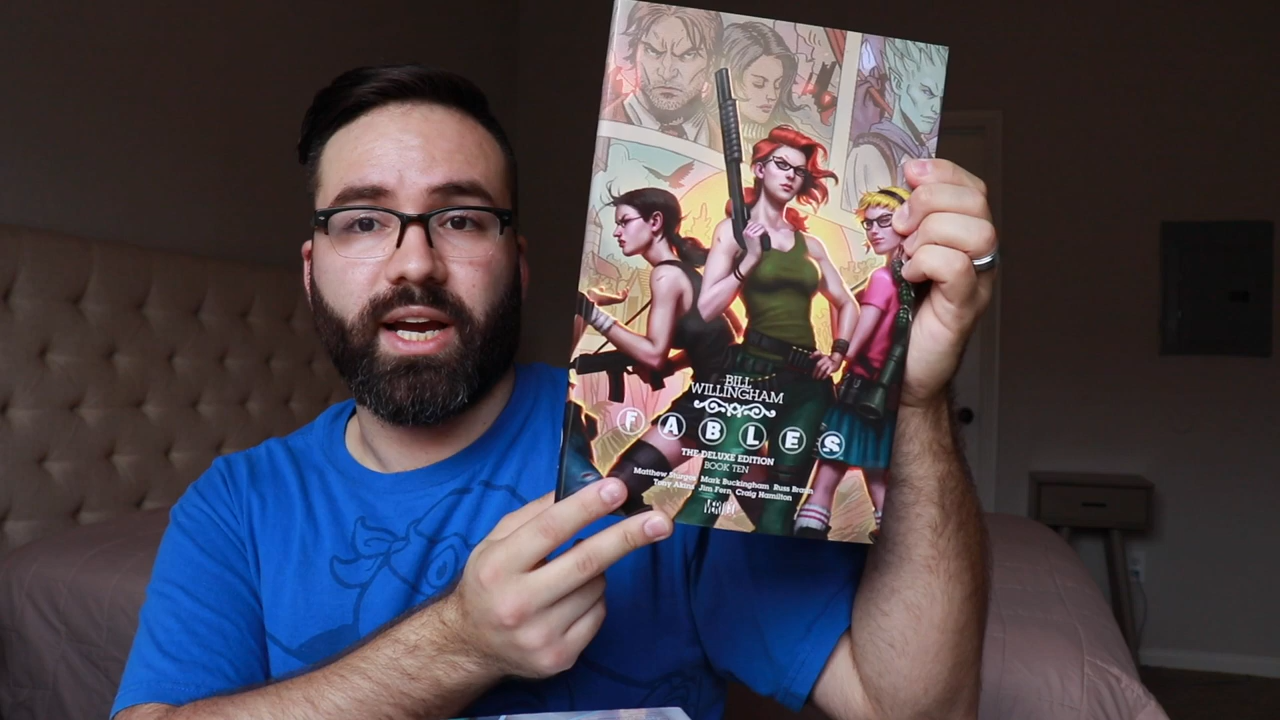 BILL
WILLINGHAM
FABLES
THE DELUXE EDITION
BOOK TEN
Matthew Sturges Mark Buckingham Russ Braun
Tony Akins Jim Fern Craig Hamilton